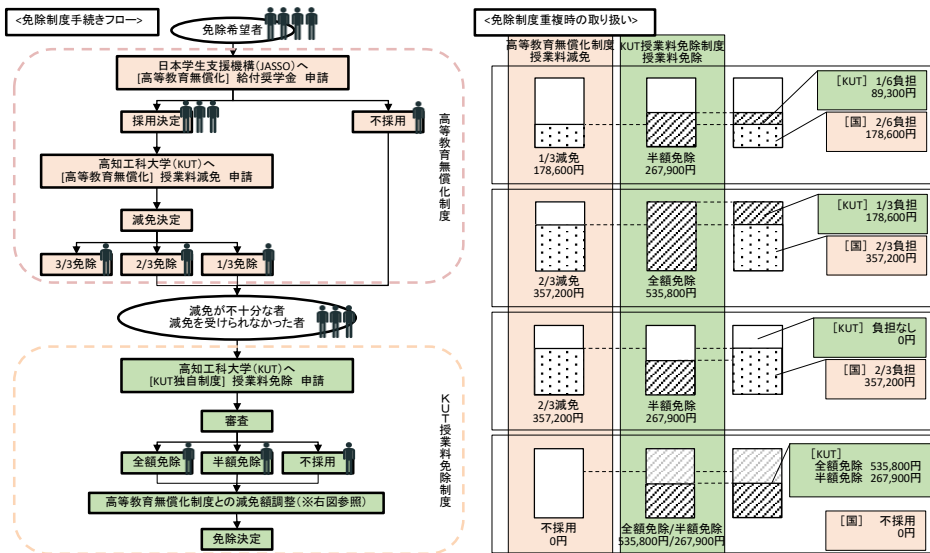 <免除制度手続きフロー>
免除希望者
日本学生支援機構(JASSO)へ
[高等教育無償化] 給付奨学金 申請
採用決定
不採用
高知工科大学(KUT)へ
[高等教育無償化] 授業料減免 申請
減免決定
3/3免除
2/3免除
1/3免除
高等教育無償化制度
減免が不十分な者
減免を受けられなかった者
高知工科大学(KUT)へ
[KUT独自制度] 授業料免除 申請
審査
全額免除
半額免除
不採用
高等教育無償化制度との減免額調整(※右図参照)
免除決定
KUT授業料免除制度
<免除制度重複時の取り扱い>
高等教育無償化制度
授業料減免
KUT授業料免除制度
授業料免除
1/3減免
178,600円
半額免除
267,900円
[KUT] 1/6負担
89,300円
[国] 2/6負担
178,600円
2/3減免
357,200円
全額免除
535,800円
[KUT] 1/3負担
178,600円
[国] 2/3負担
357,200円
2/3減免
357,200円
半額免除
267,900円
[KUT] 負担なし
0円
[国] 2/3負担
357,200円
不採用
0円
全額免除/半額免除
535,800円/267,900円
[KUT]
全額免除 535,800円
半額免除 267,900円
[国] 不採用
0円